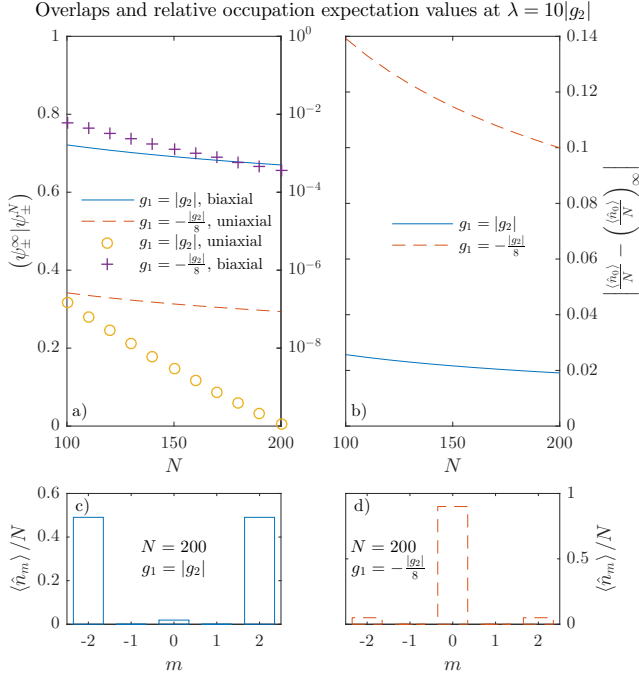 Overlaps and relative occupation expectation values at λ = 10|g₂|
1
0.8
0.6
0.4
0.2
0
10⁰
10⁻²
10⁻⁴
10⁻⁶
10⁻⁸
(ψ±^∞|ψ±^N)
g₁ = |g₂|, biaxial
g₁ = −|g₂|/8, uniaxial
g₁ = |g₂|, uniaxial
g₁ = −|g₂|/8, biaxial
a)
100
150
200
N
0.14
0.12
0.1
0.08
0.06
0.04
0.02
0
|⟨n̂₀⟩/N − (⟨n̂₀⟩/N)_∞|
g₁ = |g₂|
g₁ = −|g₂|/8
b)
100
150
200
N
0.6
0.4
0.2
0
⟨n̂ₘ⟩/N
c)
N = 200
g₁ = |g₂|
-2
-1
0
1
2
m
1
0.5
0
⟨n̂ₘ⟩/N
d)
N = 200
g₁ = −|g₂|/8
-2
-1
0
1
2
m